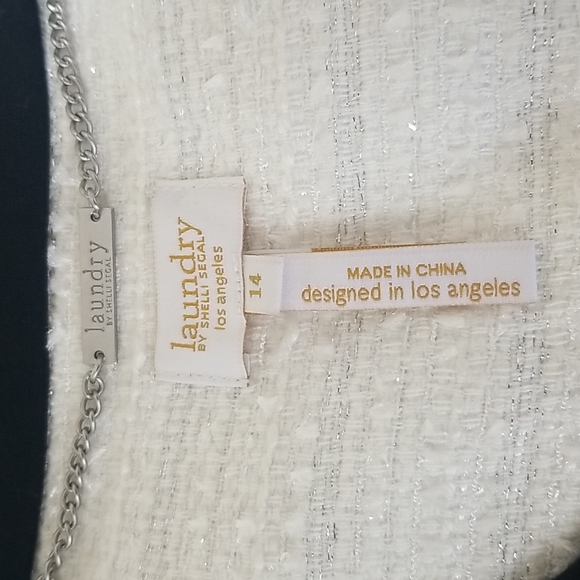 laundry
BY SHELLI SEGAL
laundry
BY SHELLI SEGAL
los angeles
14
MADE IN CHINA
designed in los angeles